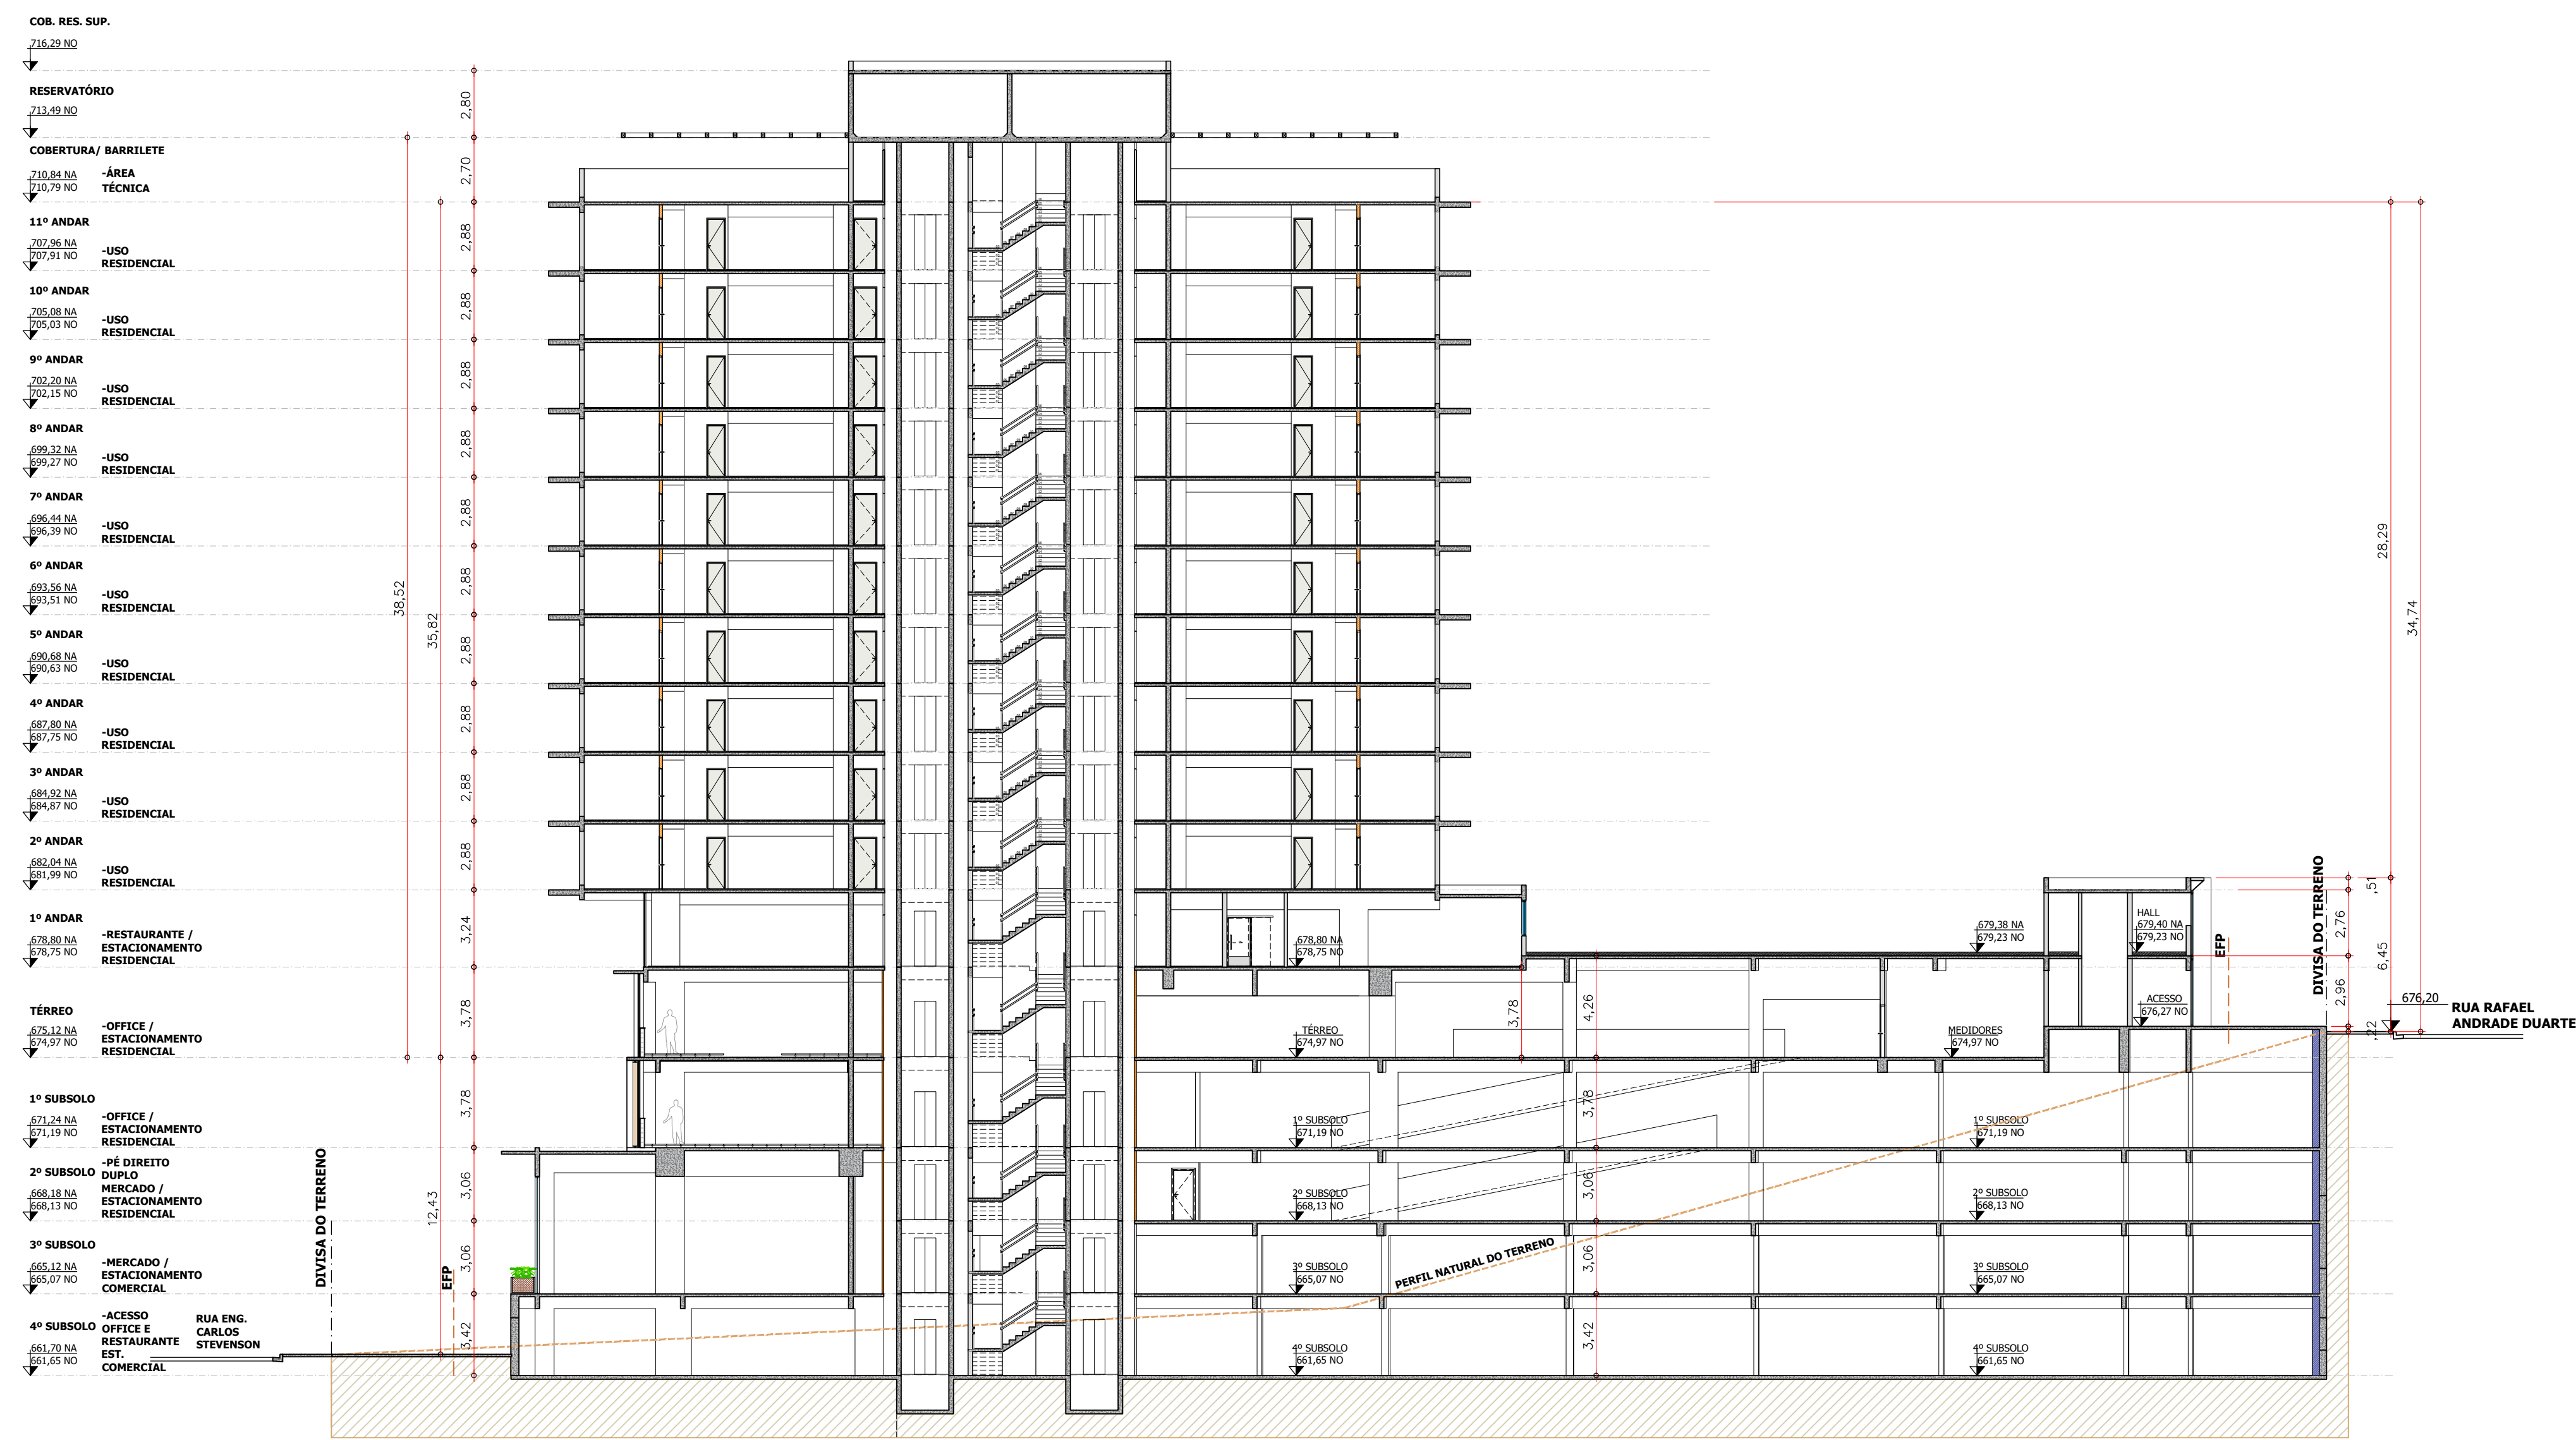 COB. RES. SUP.
716,29 NO
RESERVATÓRIO
713,49 NO
COBERTURA/ BARRILETE
710,84 NA
710,79 NO
-ÁREA
TÉCNICA
11º ANDAR
707,96 NA
707,91 NO
-USO
RESIDENCIAL
10º ANDAR
705,08 NA
705,03 NO
-USO
RESIDENCIAL
9º ANDAR
702,20 NA
702,15 NO
-USO
RESIDENCIAL
8º ANDAR
699,32 NA
699,27 NO
-USO
RESIDENCIAL
7º ANDAR
696,44 NA
696,39 NO
-USO
RESIDENCIAL
6º ANDAR
693,56 NA
693,51 NO
-USO
RESIDENCIAL
5º ANDAR
690,68 NA
690,63 NO
-USO
RESIDENCIAL
4º ANDAR
687,80 NA
687,75 NO
-USO
RESIDENCIAL
3º ANDAR
684,92 NA
684,87 NO
-USO
RESIDENCIAL
2º ANDAR
682,04 NA
681,99 NO
-USO
RESIDENCIAL
1º ANDAR
678,80 NA
678,75 NO
-RESTAURANTE /
ESTACIONAMENTO
RESIDENCIAL
TÉRREO
675,12 NA
674,97 NO
-OFFICE /
ESTACIONAMENTO
RESIDENCIAL
1º SUBSOLO
671,24 NA
671,19 NO
-OFFICE /
ESTACIONAMENTO
RESIDENCIAL
2º SUBSOLO
668,18 NA
668,13 NO
-PÉ DIREITO
DUPLO
MERCADO /
ESTACIONAMENTO
RESIDENCIAL
3º SUBSOLO
665,12 NA
665,07 NO
-MERCADO /
ESTACIONAMENTO
COMERCIAL
4º SUBSOLO
661,70 NA
661,65 NO
-ACESSO
OFFICE E
RESTAURANTE
EST.
COMERCIAL
RUA ENG.
CARLOS
STEVENSON
DIVISA DO TERRENO
EFP
38,52
35,82
12,43
2,80
2,70
2,88
2,88
2,88
2,88
2,88
2,88
2,88
2,88
2,88
2,88
3,24
3,78
3,78
3,06
3,06
3,42
678,80 NA
678,75 NO
TÉRREO
674,97 NO
1º SUBSOLO
671,19 NO
2º SUBSOLO
668,13 NO
3º SUBSOLO
665,07 NO
4º SUBSOLO
661,65 NO
PERFIL NATURAL DO TERRENO
3,78
4,26
3,78
3,06
3,06
3,42
679,38 NA
679,23 NO
MEDIDORES
674,97 NO
1º SUBSOLO
671,19 NO
2º SUBSOLO
668,13 NO
3º SUBSOLO
665,07 NO
4º SUBSOLO
661,65 NO
HALL
679,40 NA
679,23 NO
ACESSO
676,27 NO
EFP
DIVISA DO TERRENO
,51
2,76
2,96
,22
6,45
28,29
34,74
676,20
RUA RAFAEL
ANDRADE DUARTE